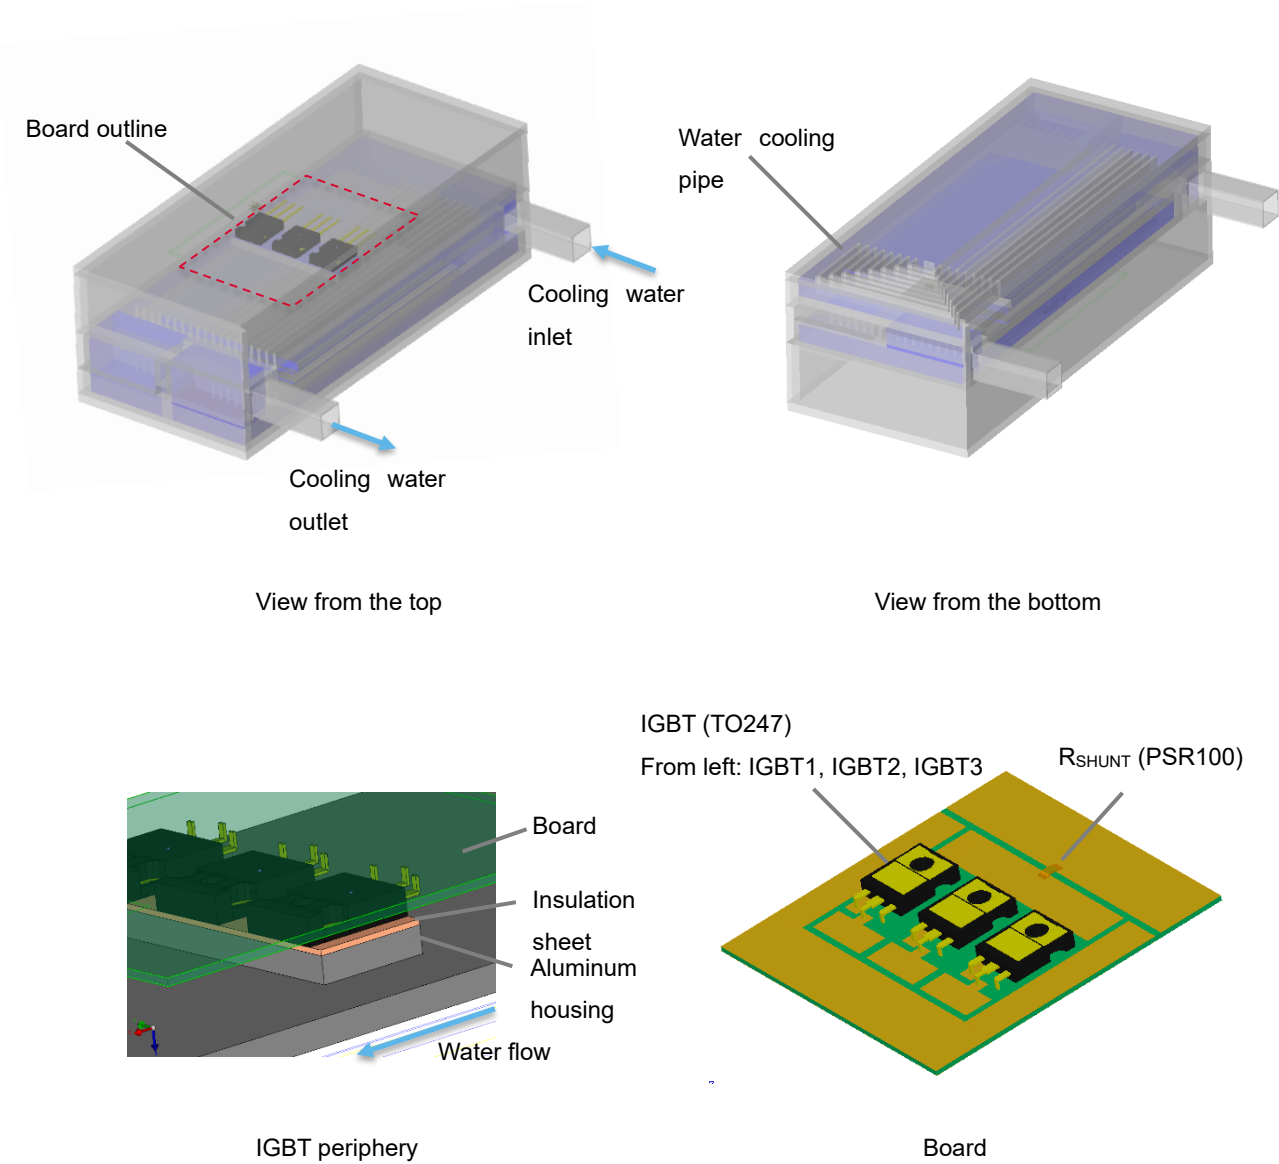 Board outline
Water cooling
pipe
Cooling water
inlet
Cooling water
outlet
View from the top
View from the bottom
IGBT (TO247)
From left: IGBT1, IGBT2, IGBT3
RSHUNT (PSR100)
Board
Insulation
sheet
Aluminum
housing
Water flow
IGBT periphery
Board